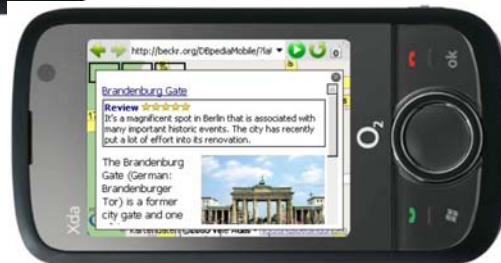 http://beckr.org/DBpediaMobile/?la
Brandenburg Gate
Review
It's a magnificent spot in Berlin that is associated with
many important historic events. The city has recently
put a lot of effort into its renovation.
The Brandenburg
Gate (German:
Brandenburger
Tor) is a former
city gate and one
Kartendaten
Xda
O2
ok